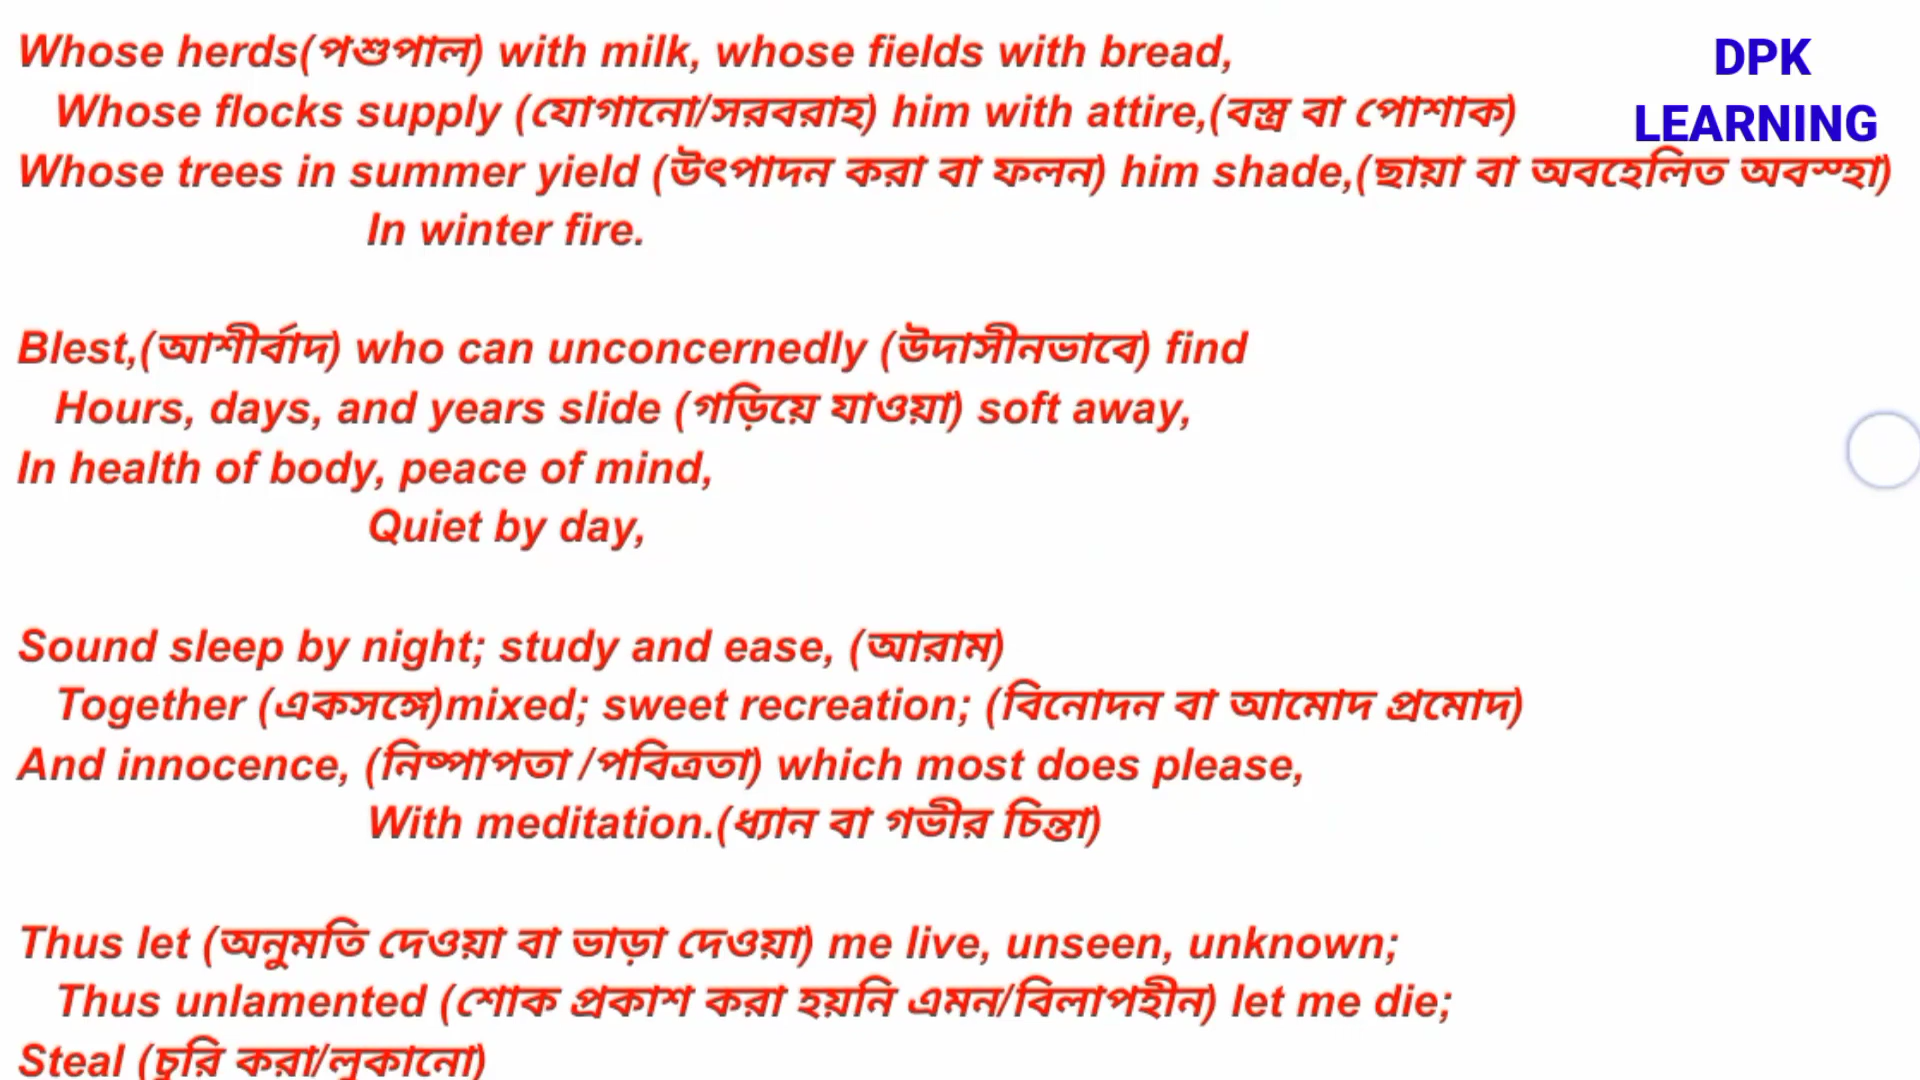 Whose herds(পশুপাল) with milk, whose fields with bread,
Whose flocks supply (যোগানো/সরবরাহ) him with attire,(বস্ত্র বা পোশাক)
Whose trees in summer yield (উৎপাদন করা বা ফলন) him shade,(ছায়া বা অবহেলিত অবস্হা)
In winter fire.
DPK
LEARNING
Blest,(আশীর্বাদ) who can unconcernedly (উদাসীনভাবে) find
Hours, days, and years slide (গড়িয়ে যাওয়া) soft away,
In health of body, peace of mind,
Quiet by day,
Sound sleep by night; study and ease, (আরাম)
Together (একসঙ্গে)mixed; sweet recreation; (বিনোদন বা আমোদ প্রমোদ)
And innocence, (নিষ্পাপতা /পবিত্রতা) which most does please,
With meditation.(ধ্যান বা গভীর চিন্তা)
Thus let (অনুমতি দেওয়া বা ভাড়া দেওয়া) me live, unseen, unknown;
Thus unlamented (শোক প্রকাশ করা হয়নি এমন/বিলাপহীন) let me die;
Steal (চুরি করা/লুকানো)